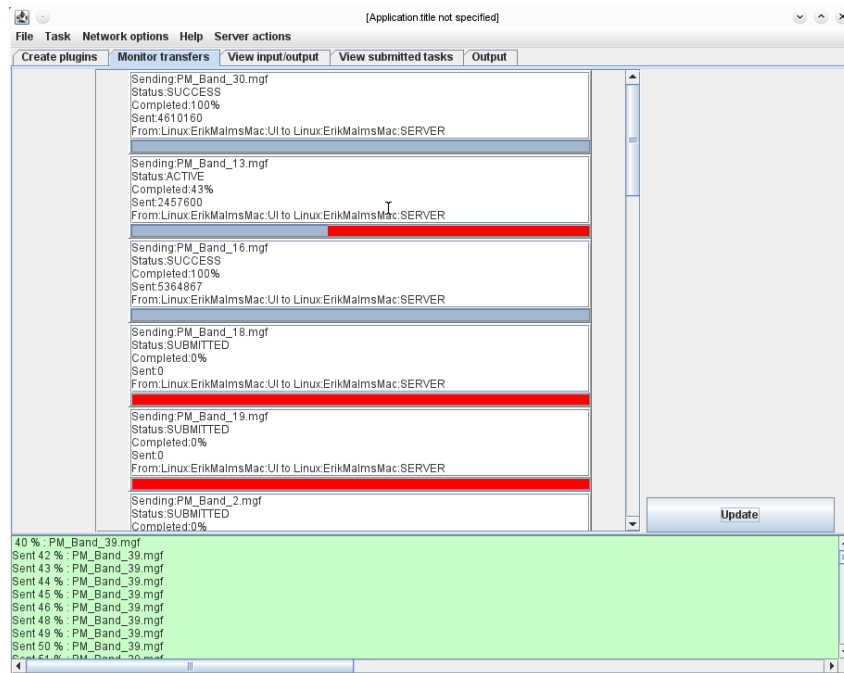 [Application.title not specified]
File Task Network options Help Server actions
Create plugins Monitor transfers View input/output View submitted tasks Output
Sending:PM_Band_30.mgf
Status:SUCCESS
Completed:100%
Sent:4610160
From:Linux:ErikMalmsMac:UI to Linux:ErikMalmsMac:SERVER
Sending:PM_Band_13.mgf
Status:ACTIVE
Completed:43%
Sent:2457600
From:Linux:ErikMalmsMac:UI to Linux:ErikMalmsMac:SERVER
Sending:PM_Band_16.mgf
Status:SUCCESS
Completed:100%
Sent:5364867
From:Linux:ErikMalmsMac:UI to Linux:ErikMalmsMac:SERVER
Sending:PM_Band_18.mgf
Status:SUBMITTED
Completed:0%
Sent:0
From:Linux:ErikMalmsMac:UI to Linux:ErikMalmsMac:SERVER
Sending:PM_Band_19.mgf
Status:SUBMITTED
Completed:0%
Sent:0
From:Linux:ErikMalmsMac:UI to Linux:ErikMalmsMac:SERVER
Sending:PM_Band_2.mgf
Status:SUBMITTED
Completed:0%
Update
40 % : PM_Band_39.mgf
Sent 42 % : PM_Band_39.mgf
Sent 43 % : PM_Band_39.mgf
Sent 44 % : PM_Band_39.mgf
Sent 45 % : PM_Band_39.mgf
Sent 46 % : PM_Band_39.mgf
Sent 48 % : PM_Band_39.mgf
Sent 49 % : PM_Band_39.mgf
Sent 50 % : PM_Band_39.mgf
Sent 51 % : PM_Band_39.mgf